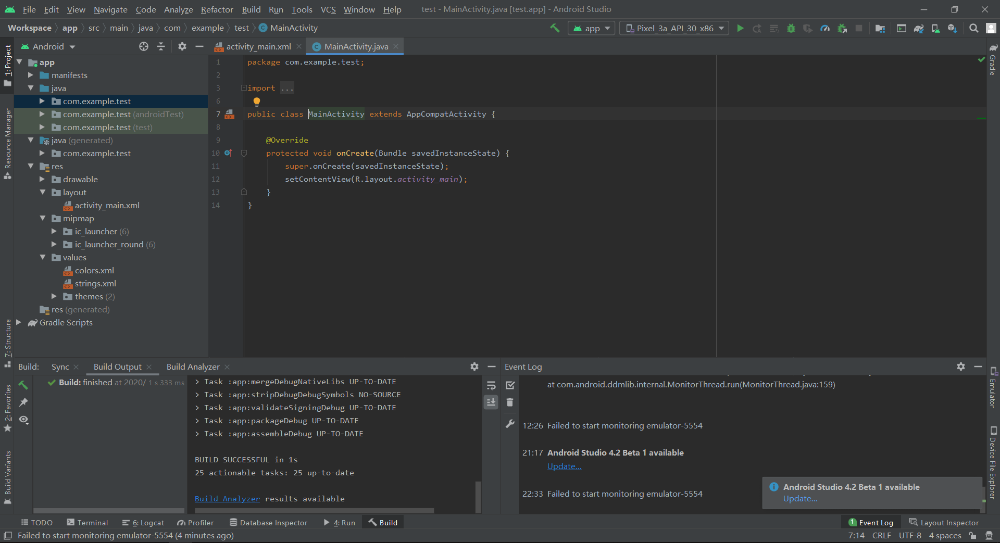 File Edit View Navigate Code Analyze Refactor Build Run Tools VCS Window Help test - MainActivity.java [test.app] - Android Studio
Workspace app src main java com example test MainActivity
app Pixel_3a_API_30_x86
Android
activity_main.xml MainActivity.java
1: Project
Resource Manager
Z: Structure
2: Favorites
Build Variants
app
manifests
java
com.example.test
com.example.test (androidTest)
com.example.test (test)
java (generated)
com.example.test
res
drawable
layout
activity_main.xml
mipmap
ic_launcher (6)
ic_launcher_round (6)
values
colors.xml
strings.xml
themes (2)
res (generated)
Gradle Scripts
1 package com.example.test;
2
3 import ...
6
7 public class MainActivity extends AppCompatActivity {
8
9 @Override
10 protected void onCreate(Bundle savedInstanceState) {
11 super.onCreate(savedInstanceState);
12 setContentView(R.layout.activity_main);
13 }
14 }
Gradle
Emulator
Device File Explorer
Build: Sync Build Output Build Analyzer
Build: finished at 2020/ 1 s 333 ms
> Task :app:mergeDebugNativeLibs UP-TO-DATE
> Task :app:stripDebugDebugSymbols NO-SOURCE
> Task :app:validateSigningDebug UP-TO-DATE
> Task :app:packageDebug UP-TO-DATE
> Task :app:assembleDebug UP-TO-DATE
BUILD SUCCESSFUL in 1s
25 actionable tasks: 25 up-to-date
Build Analyzer results available
Event Log
at com.android.ddmlib.internal.MonitorThread.run(MonitorThread.java:159)
12:26 Failed to start monitoring emulator-5554
21:17 Android Studio 4.2 Beta 1 available
Update...
22:33 Failed to start monitoring emulator-5554
Android Studio 4.2 Beta 1 available
Update...
TODO Terminal 6: Logcat Profiler Database Inspector 4: Run Build 1 Event Log Layout Inspector
Failed to start monitoring emulator-5554 (4 minutes ago) 7:14 CRLF UTF-8 4 spaces